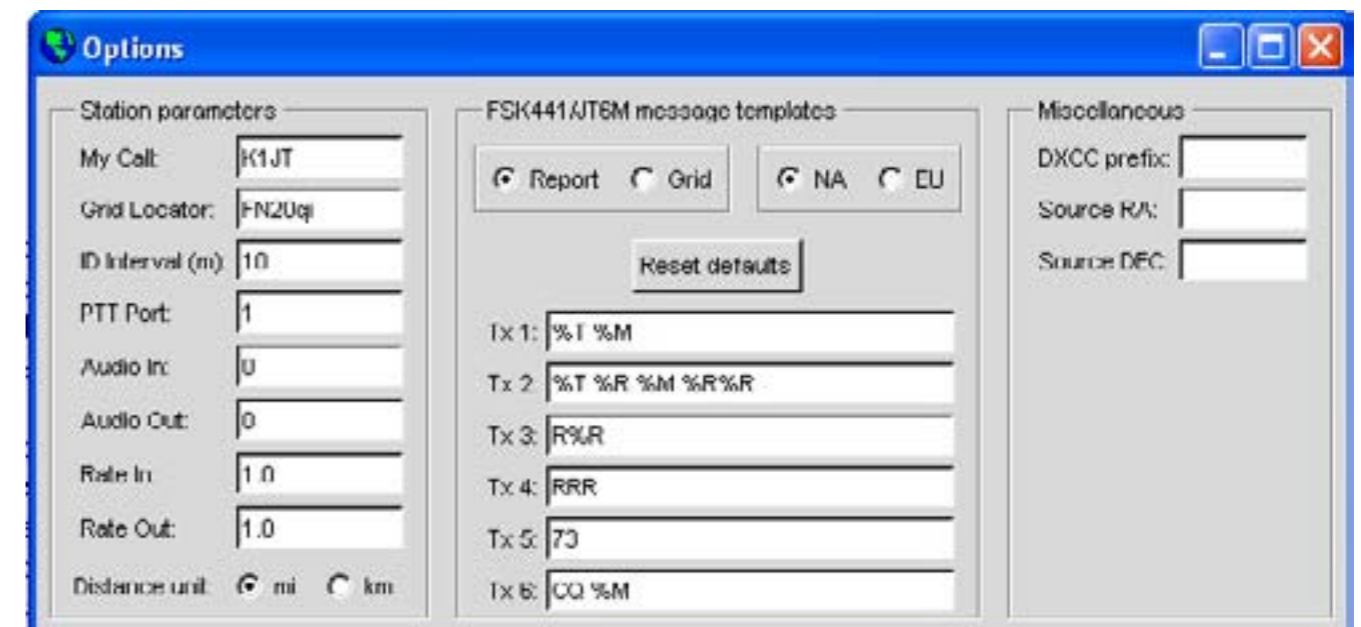 Options
Station parameters
My Call: K1JT
Grid Locator: FN20qi
ID Interval (m): 10
PTT Port: 1
Audio In: 0
Audio Out: 0
Rate In: 1.0
Rate Out: 1.0
Distance unit: mi km
FSK441/JT6M message templates
Report Grid NA EU
Reset defaults
Tx 1: %T %M
Tx 2: %T %R %M %R%R
Tx 3: R%R
Tx 4: RRR
Tx 5: 73
Tx 6: CQ %M
Miscellaneous
DXCC prefix:
Source RA:
Source DEC: